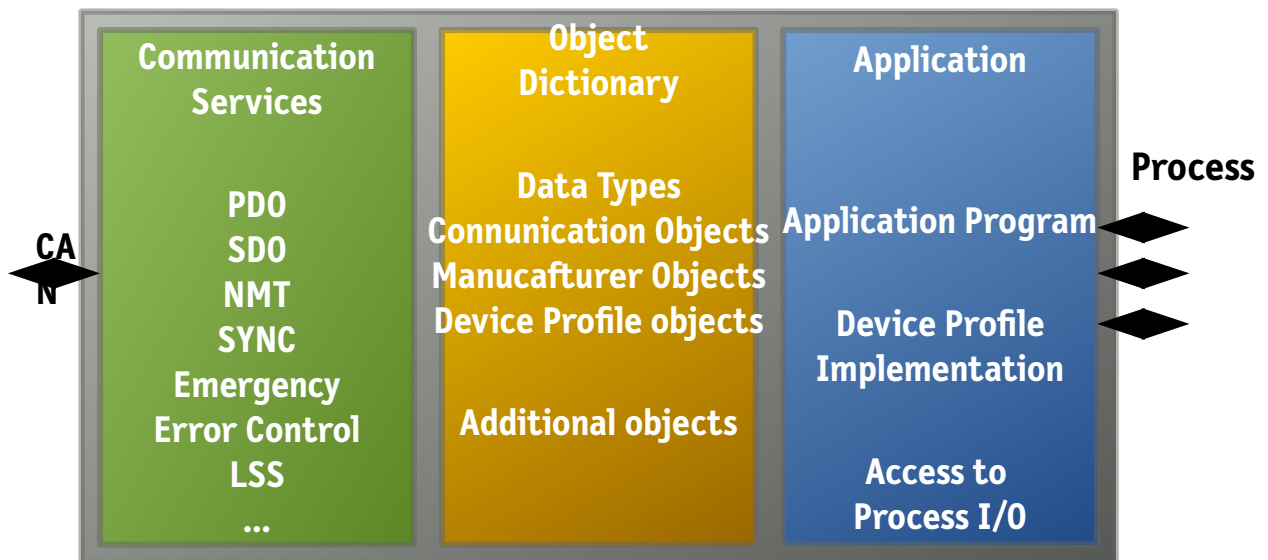 CA
N
Communication
Services
PDO
SDO
NMT
SYNC
Emergency
Error Control
LSS
...
Object
Dictionary
Data Types
Connunication Objects
Manucafturer Objects
Device Profile objects
Additional objects
Application
Application Program
Device Profile
Implementation
Access to
Process I/O
Process